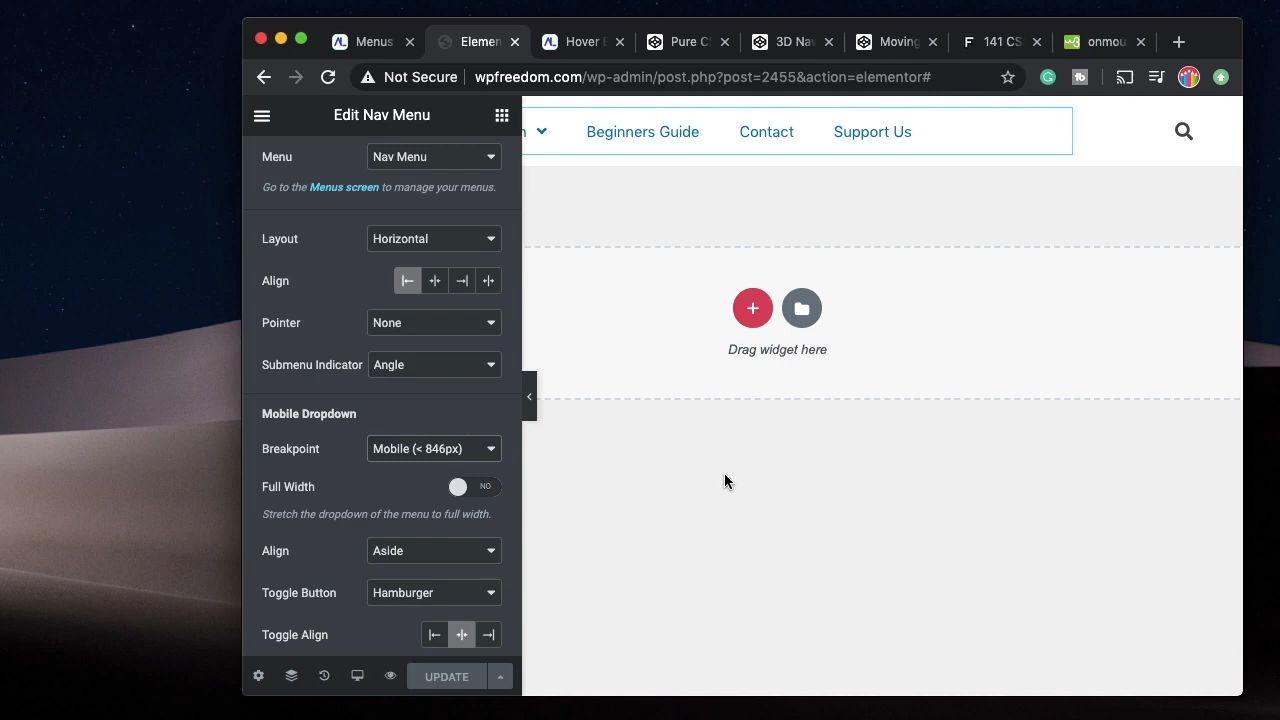 Menus
Elemen
Hover E
Pure C
3D Nav
Moving
F 141 CS
onmou
Not Secure wpfreedom.com/wp-admin/post.php?post=2455&action=elementor#
Edit Nav Menu
n Beginners Guide Contact Support Us
Menu Nav Menu
Go to the Menus screen to manage your menus.
Layout Horizontal
Align
Pointer None
Submenu Indicator Angle
Drag widget here
Mobile Dropdown
Breakpoint Mobile (< 846px)
Full Width NO
Stretch the dropdown of the menu to full width.
Align Aside
Toggle Button Hamburger
Toggle Align
UPDATE